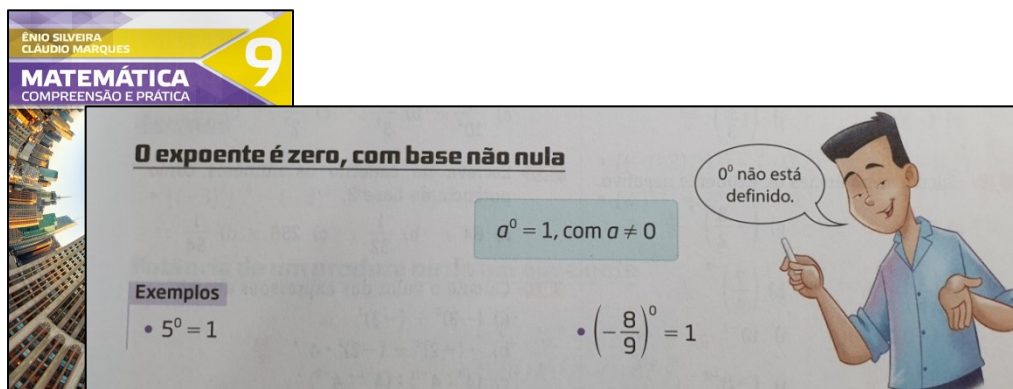 ÊNIO SILVEIRA
CLÁUDIO MARQUES
9
MATEMÁTICA
COMPREENSÃO E PRÁTICA
O expoente é zero, com base não nula
0⁰ não está
definido.
a⁰ = 1, com a ≠ 0
Exemplos
• 5⁰ = 1
• (−8/9)⁰ = 1